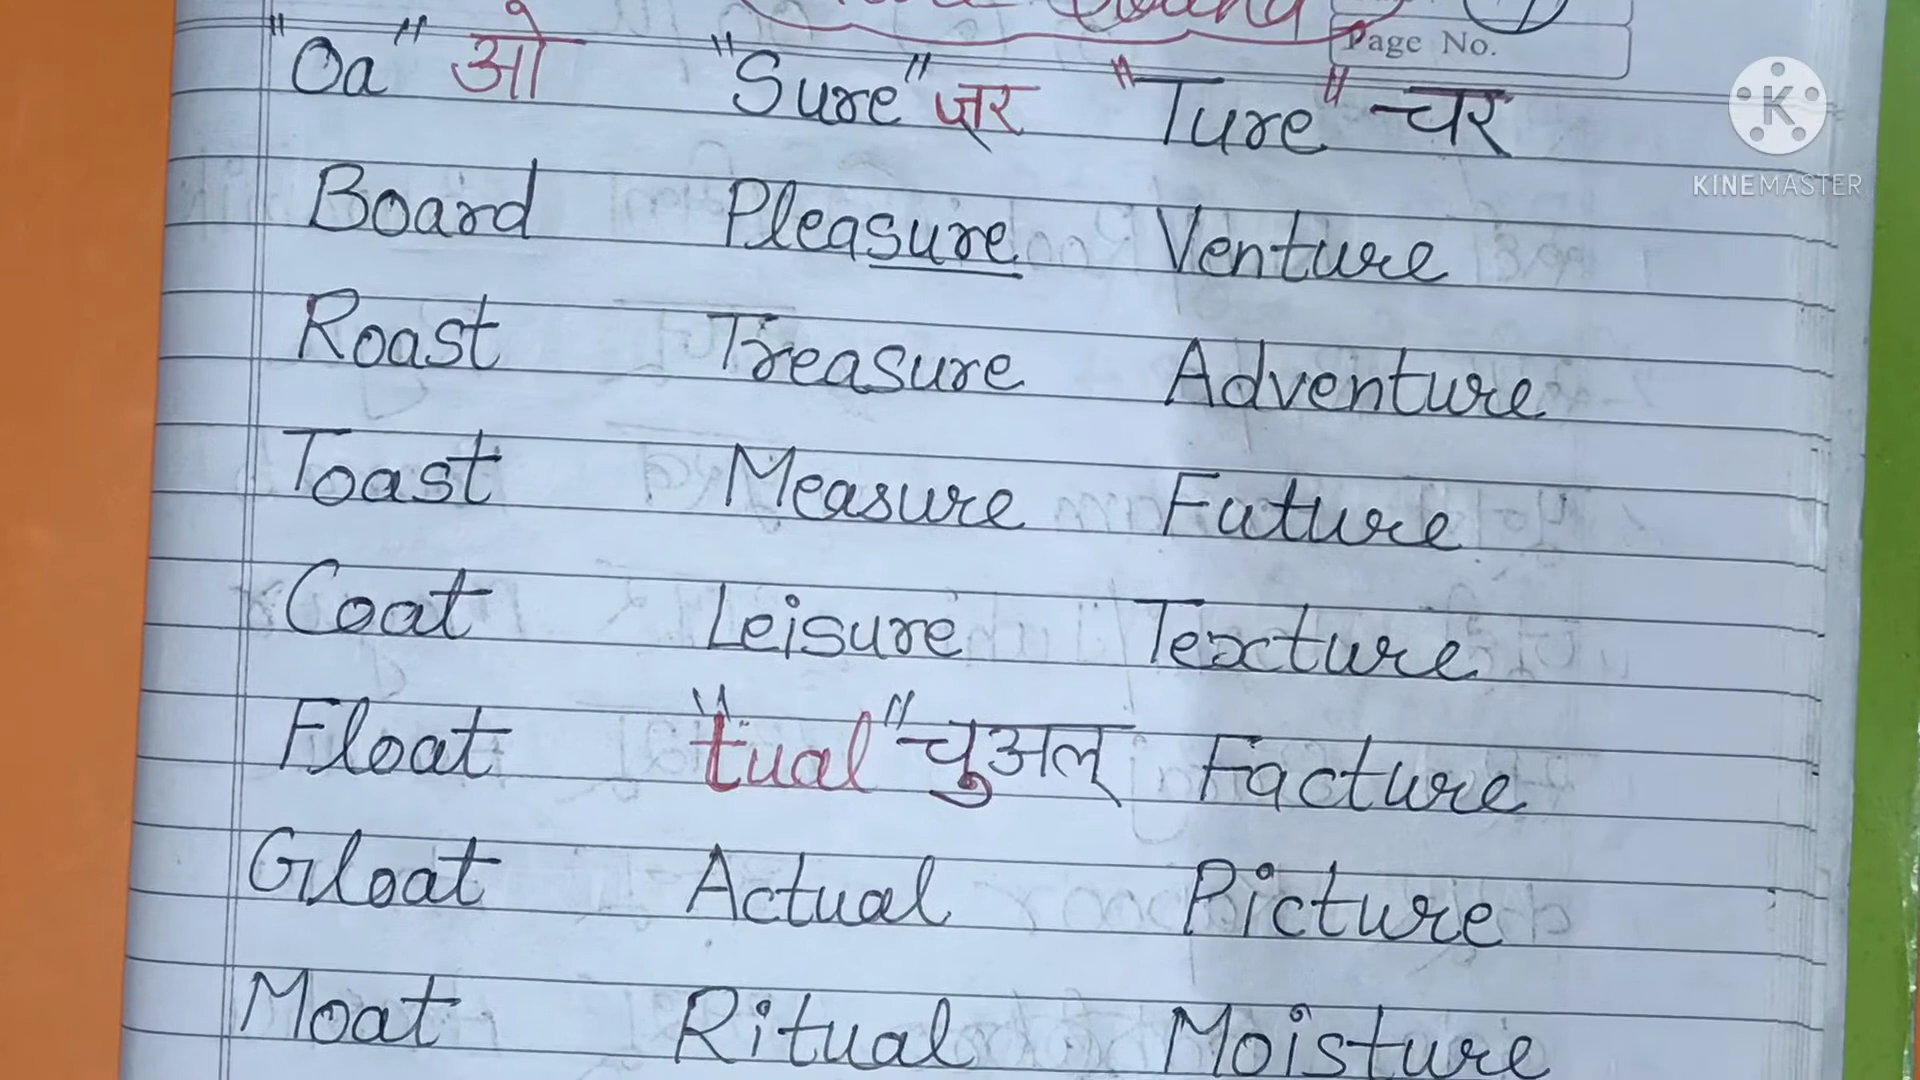 Page No.
"Oa" ओ "Sure" ज़र "Ture" चर
Board Pleasure Venture
Roast Treasure Adventure
Toast Measure Future
Coat Leisure Texture
Float "tual" चुअल् Facture
Gloat Actual Picture
Moat Ritual Moisture
K
KINEMASTER